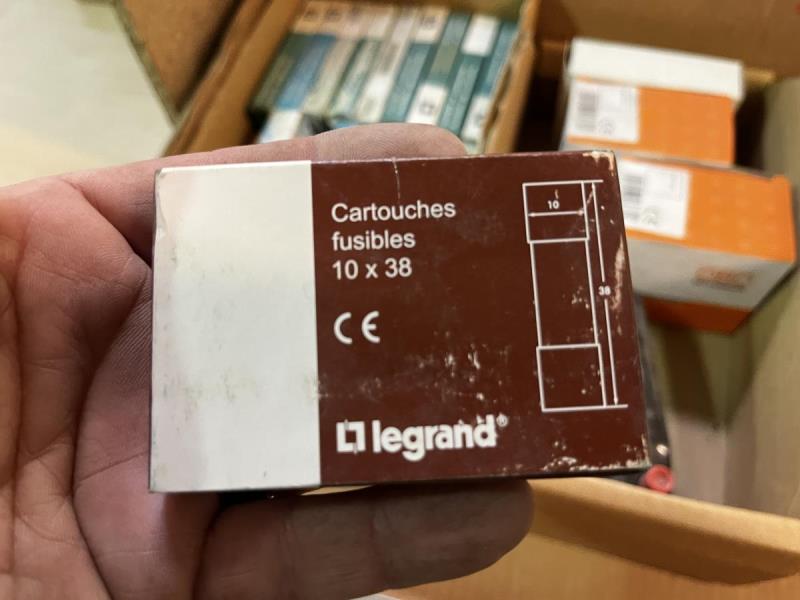 Cartouches
fusibles
10 x 38
CE
legrand®
10
38